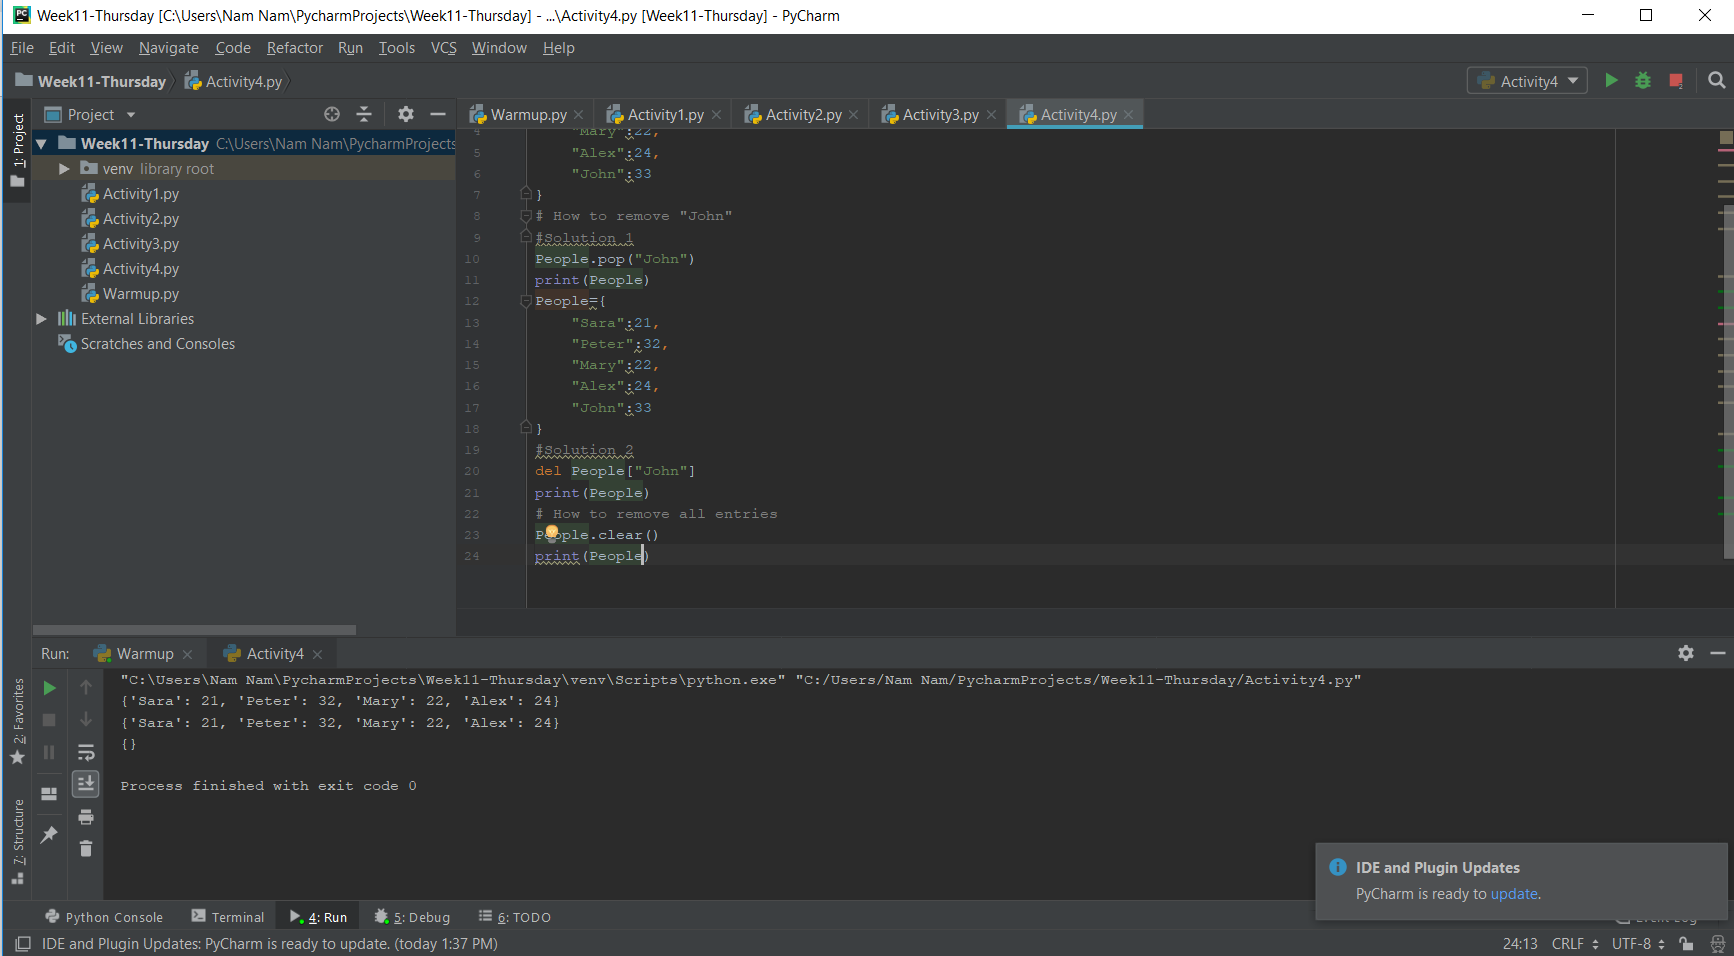 Week11-Thursday [C:\Users\Nam Nam\PycharmProjects\Week11-Thursday] - ...\Activity4.py [Week11-Thursday] - PyCharm
File Edit View Navigate Code Refactor Run Tools VCS Window Help
Week11-Thursday Activity4.py Activity4
1: Project
Project
Week11-Thursday C:\Users\Nam Nam\PycharmProjects
venv library root
Activity1.py
Activity2.py
Activity3.py
Activity4.py
Warmup.py
External Libraries
Scratches and Consoles
Warmup.py Activity1.py Activity2.py Activity3.py Activity4.py
4 "Mary":22,
5 "Alex":24,
6 "John":33
7 }
8 # How to remove "John"
9 #Solution 1
10 People.pop("John")
11 print(People)
12 People={
13 "Sara":21,
14 "Peter":32,
15 "Mary":22,
16 "Alex":24,
17 "John":33
18 }
19 #Solution 2
20 del People["John"]
21 print(People)
22 # How to remove all entries
23 People.clear()
24 print(People)
Run: Warmup Activity4
2: Favorites
7: Structure
"C:\Users\Nam Nam\PycharmProjects\Week11-Thursday\venv\Scripts\python.exe" "C:/Users/Nam Nam/PycharmProjects/Week11-Thursday/Activity4.py"
{'Sara': 21, 'Peter': 32, 'Mary': 22, 'Alex': 24}
{'Sara': 21, 'Peter': 32, 'Mary': 22, 'Alex': 24}
{}
Process finished with exit code 0
IDE and Plugin Updates
PyCharm is ready to update.
Python Console Terminal 4: Run 5: Debug 6: TODO Event Log
IDE and Plugin Updates: PyCharm is ready to update. (today 1:37 PM) 24:13 CRLF UTF-8